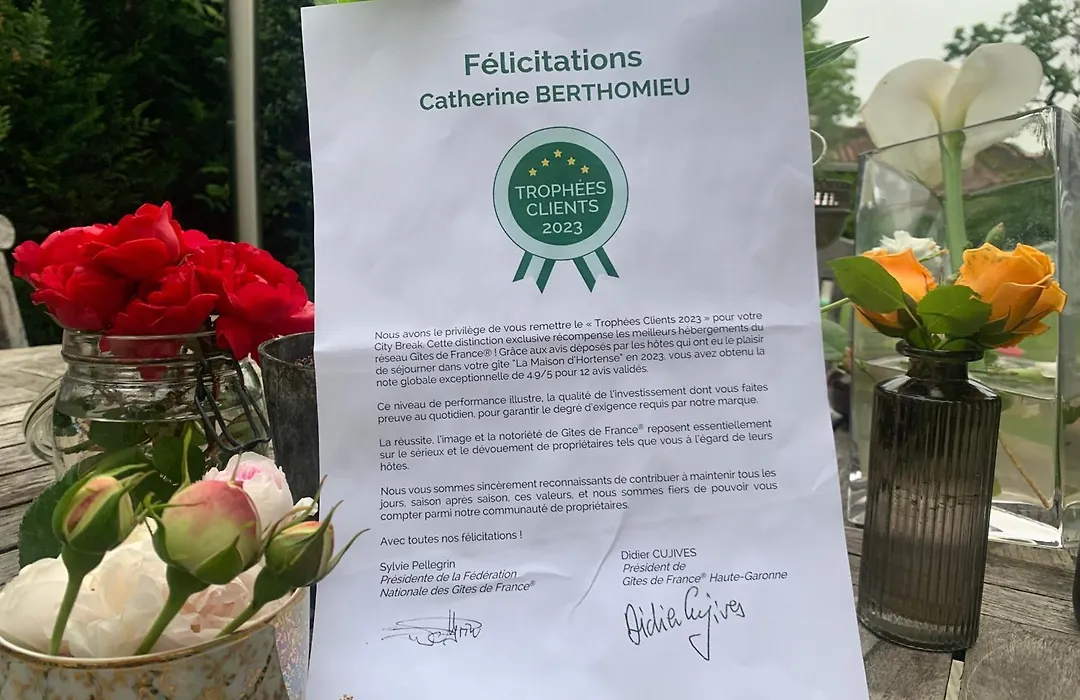 Félicitations
Catherine BERTHOMIEU
TROPHÉES
CLIENTS
2023
Nous avons le privilège de vous remettre le « Trophées Clients 2023 » pour votre
City Break. Cette distinction exclusive récompense les meilleurs hébergements du
réseau Gîtes de France® ! Grâce aux avis déposés par les hôtes qui ont eu le plaisir
de séjourner dans votre gîte "La Maison d'Hortense" en 2023, vous avez obtenu la
note globale exceptionnelle de 4.9/5 pour 12 avis validés.
Ce niveau de performance illustre, la qualité de l'investissement dont vous faites
preuve au quotidien, pour garantir le degré d'exigence requis par notre marque.
La réussite, l'image et la notoriété de Gîtes de France® reposent essentiellement
sur le sérieux et le dévouement de propriétaires tels que vous à l'égard de leurs
hôtes.
Nous vous sommes sincèrement reconnaissants de contribuer à maintenir tous les
jours, saison après saison, ces valeurs, et nous sommes fiers de pouvoir vous
compter parmi notre communauté de propriétaires.
Avec toutes nos félicitations !
Sylvie Pellegrin
Présidente de la Fédération
Nationale des Gîtes de France®
Didier CUJIVES
Président de
Gîtes de France® Haute-Garonne
Didier Cujives